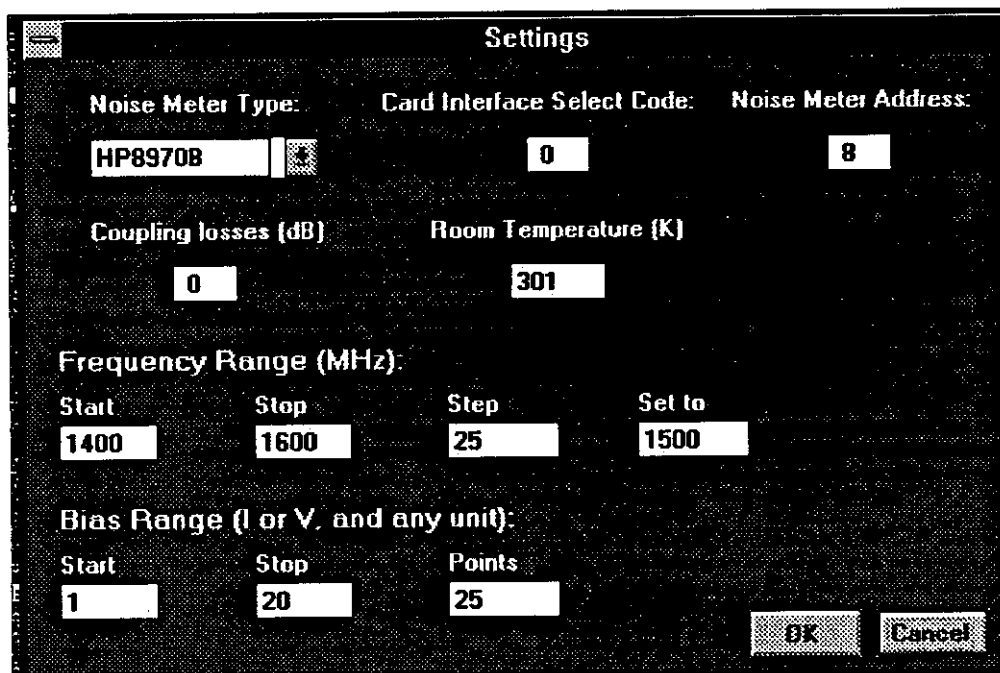 Settings
Noise Meter Type: Card Interface Select Code: Noise Meter Address:
HP8970B 0 8
Coupling losses (dB) Room Temperature (K)
0 301
Frequency Range (MHz):
Start Stop Step Set to
1400 1600 25 1500
Bias Range (I or V, and any unit):
Start Stop Points
1 20 25
OK Cancel